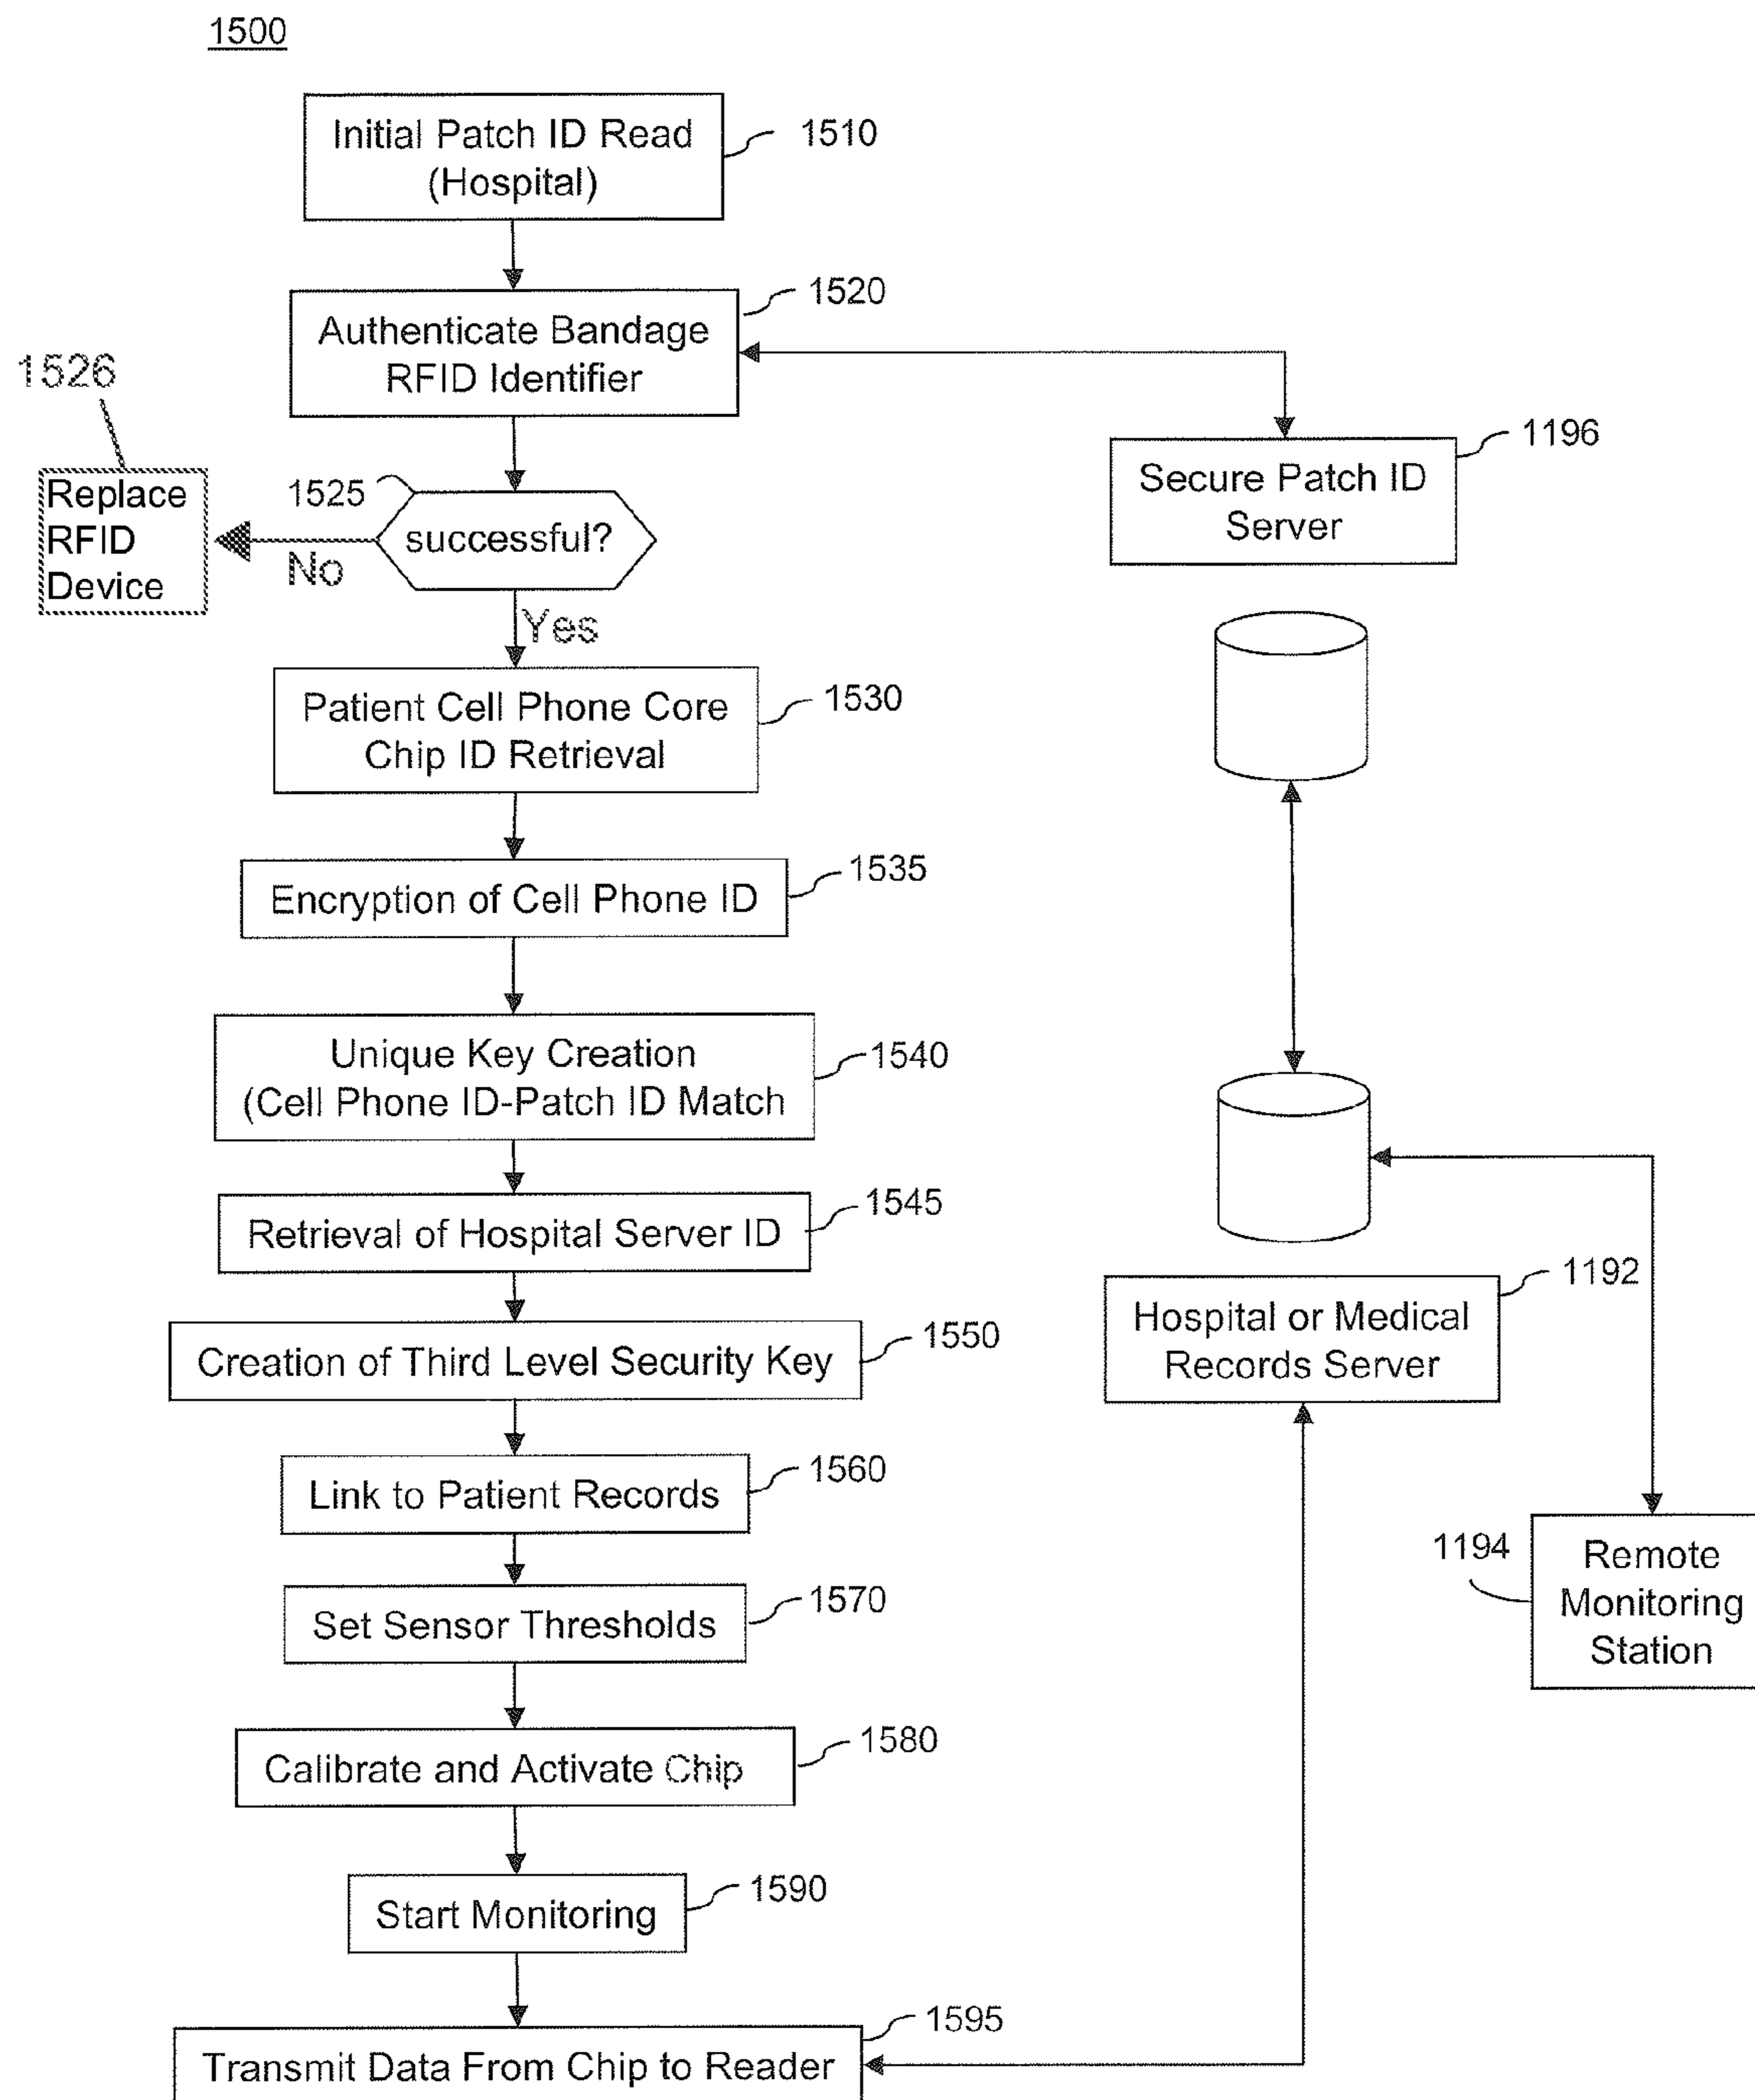 1500
Initial Patch ID Read
(Hospital)
1510
Authenticate Bandage
RFID Identifier
1520
1526
Replace
RFID
Device
No
1525
successful?
Yes
Secure Patch ID
Server
1196
Patient Cell Phone Core
Chip ID Retrieval
1530
Encryption of Cell Phone ID
1535
Unique Key Creation
(Cell Phone ID-Patch ID Match
1540
Retrieval of Hospital Server ID
1545
Creation of Third Level Security Key
1550
Hospital or Medical
Records Server
1192
Link to Patient Records
1560
Set Sensor Thresholds
1570
1194
Remote
Monitoring
Station
Calibrate and Activate Chip
1580
Start Monitoring
1590
Transmit Data From Chip to Reader
1595